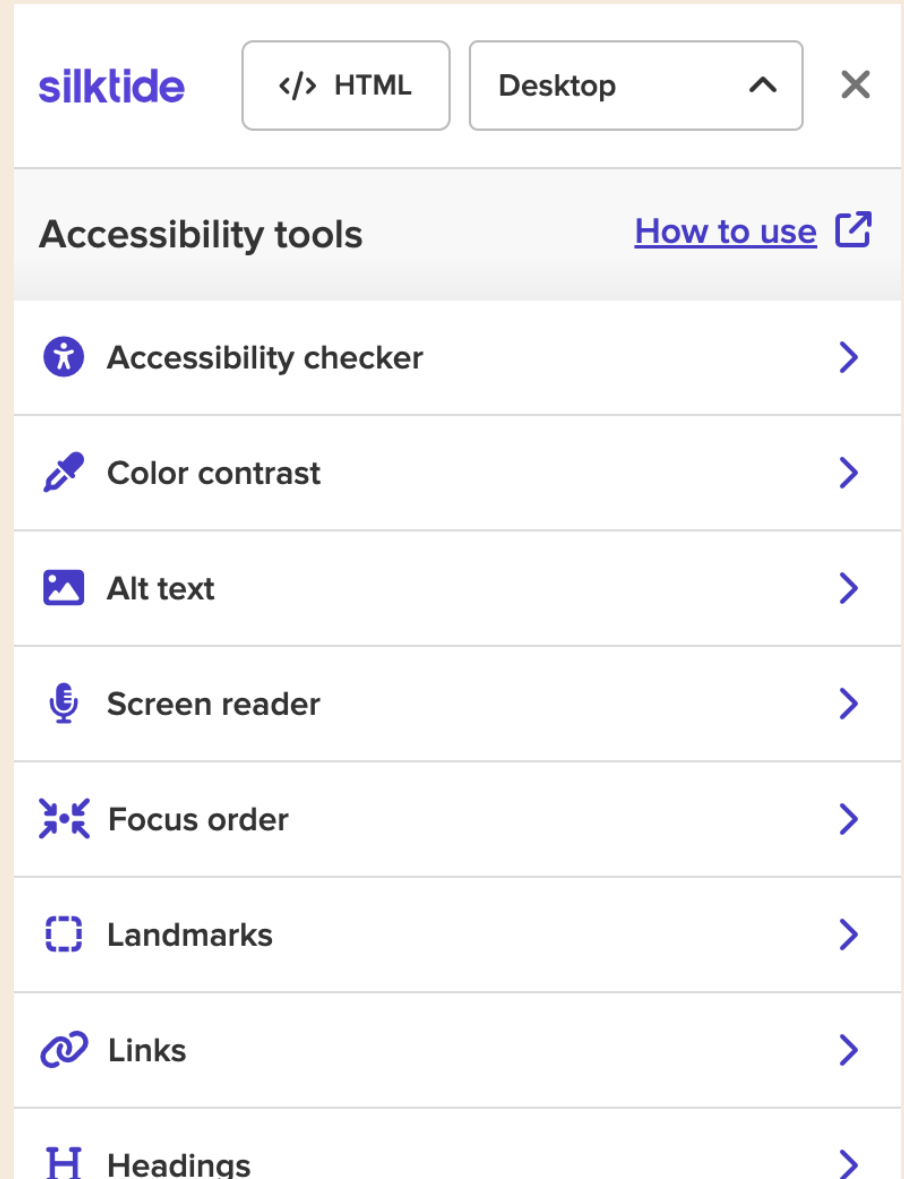 silktide
</> HTML
Desktop
Accessibility tools
How to use
Accessibility checker
Color contrast
Alt text
Screen reader
Focus order
Landmarks
Links
Headings